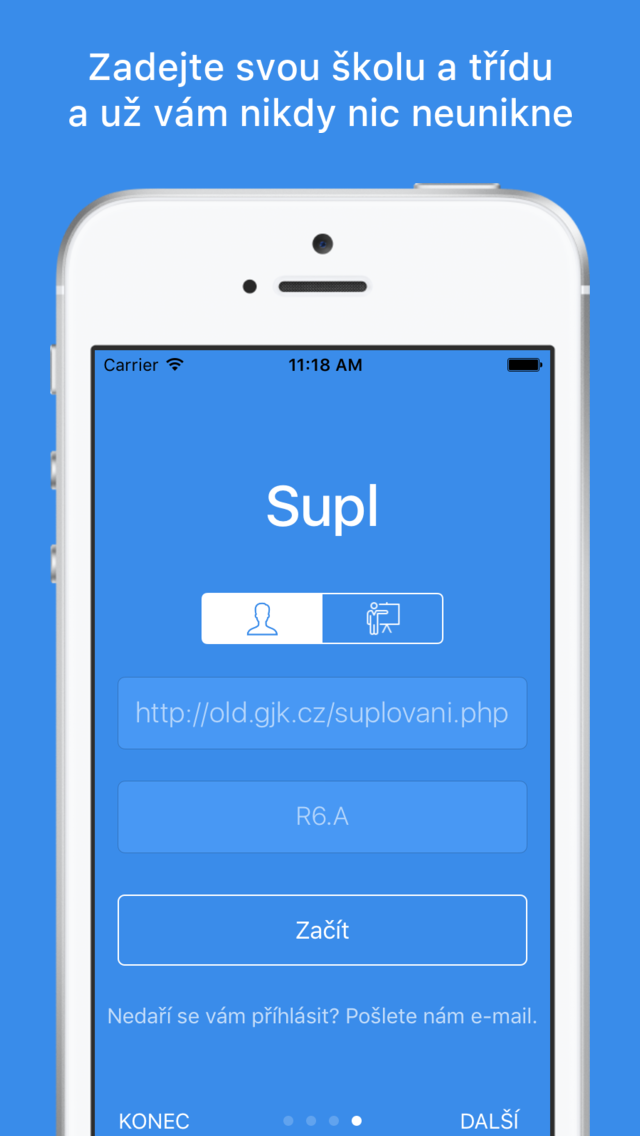 Zadejte svou školu a třídu
a už vám nikdy nic neunikne
Carrier 11:18 AM
Supl
http://old.gjk.cz/suplovani.php
R6.A
Začít
Nedaří se vám příhlásit? Pošlete nám e-mail.
KONEC DALŠÍ